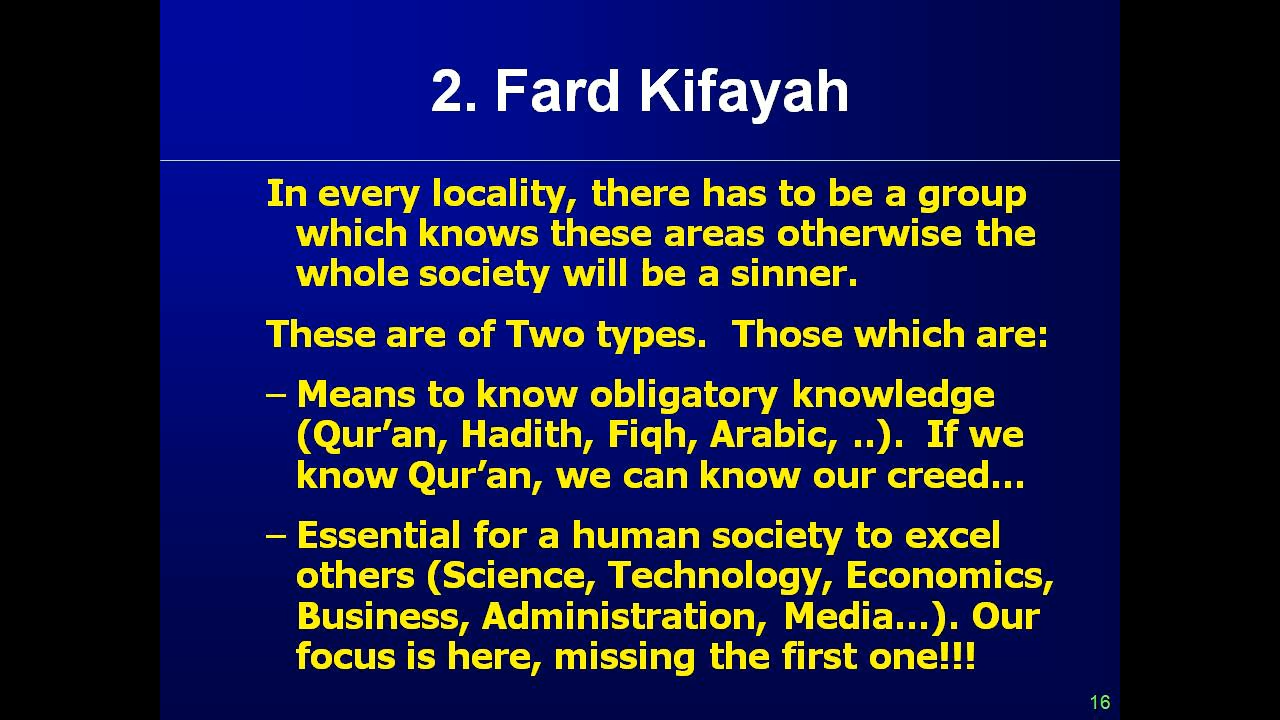 2. Fard Kifayah
In every locality, there has to be a group
which knows these areas otherwise the
whole society will be a sinner.
These are of Two types.  Those which are:
– Means to know obligatory knowledge
(Qur’an, Hadith, Fiqh, Arabic, ..).  If we
know Qur’an, we can know our creed…
– Essential for a human society to excel
others (Science, Technology, Economics,
Business, Administration, Media…). Our
focus is here, missing the first one!!!
16